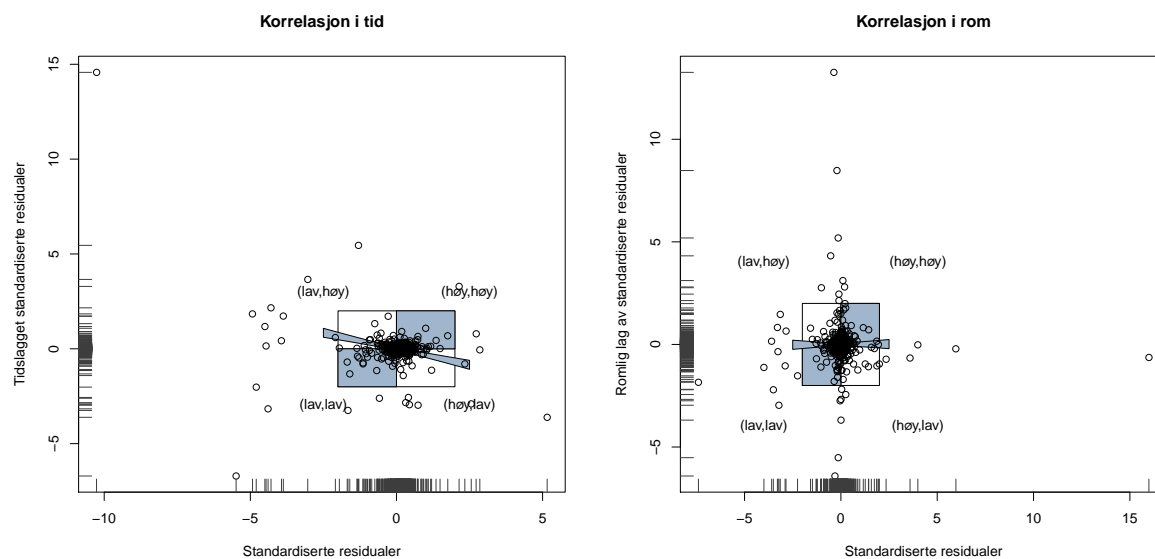 Korrelasjon i tid
Tidslagget standardiserte residualer
15
10
5
0
−5
(lav,høy)
(høy,høy)
(lav,lav)
(høy,lav)
−10
−5
0
5
Standardiserte residualer
Korrelasjon i rom
Romlig lag av standardiserte residualer
10
5
0
−5
(lav,høy)
(høy,høy)
(lav,lav)
(høy,lav)
−5
0
5
10
15
Standardiserte residualer